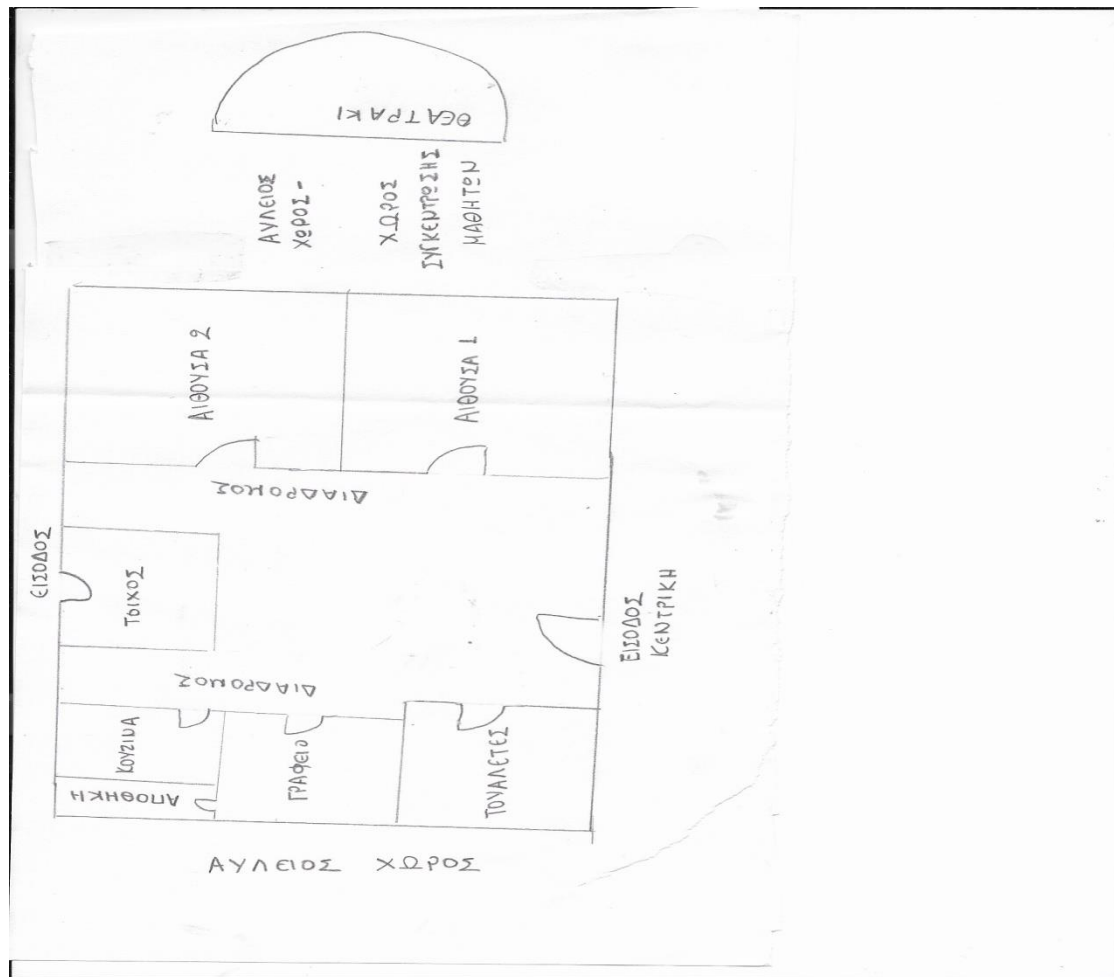 ΘΕΑΤΡΑΚΙ
ΑΥΛΕΙΟΣ
ΧΩΡΟΣ -
ΧΩΡΟΣ
ΣΥΓΚΕΝΤΡΩΣΗΣ
ΜΑΘΗΤΩΝ
ΑΙΘΟΥΣΑ 2
ΑΙΘΟΥΣΑ 1
ΔΙΑΔΡΟΜΟΣ
ΕΙΣΟΔΟΣ
ΤΟΙΧΟΣ
ΕΙΣΟΔΟΣ
ΚΕΝΤΡΙΚΗ
ΔΙΑΔΡΟΜΟΣ
ΚΟΥΖΙΝΑ
ΓΡΑΦΕΙΟ
ΤΟΥΑΛΕΤΕΣ
ΑΠΟΘΗΚΗ
ΑΥΛΕΙΟΣ ΧΩΡΟΣ